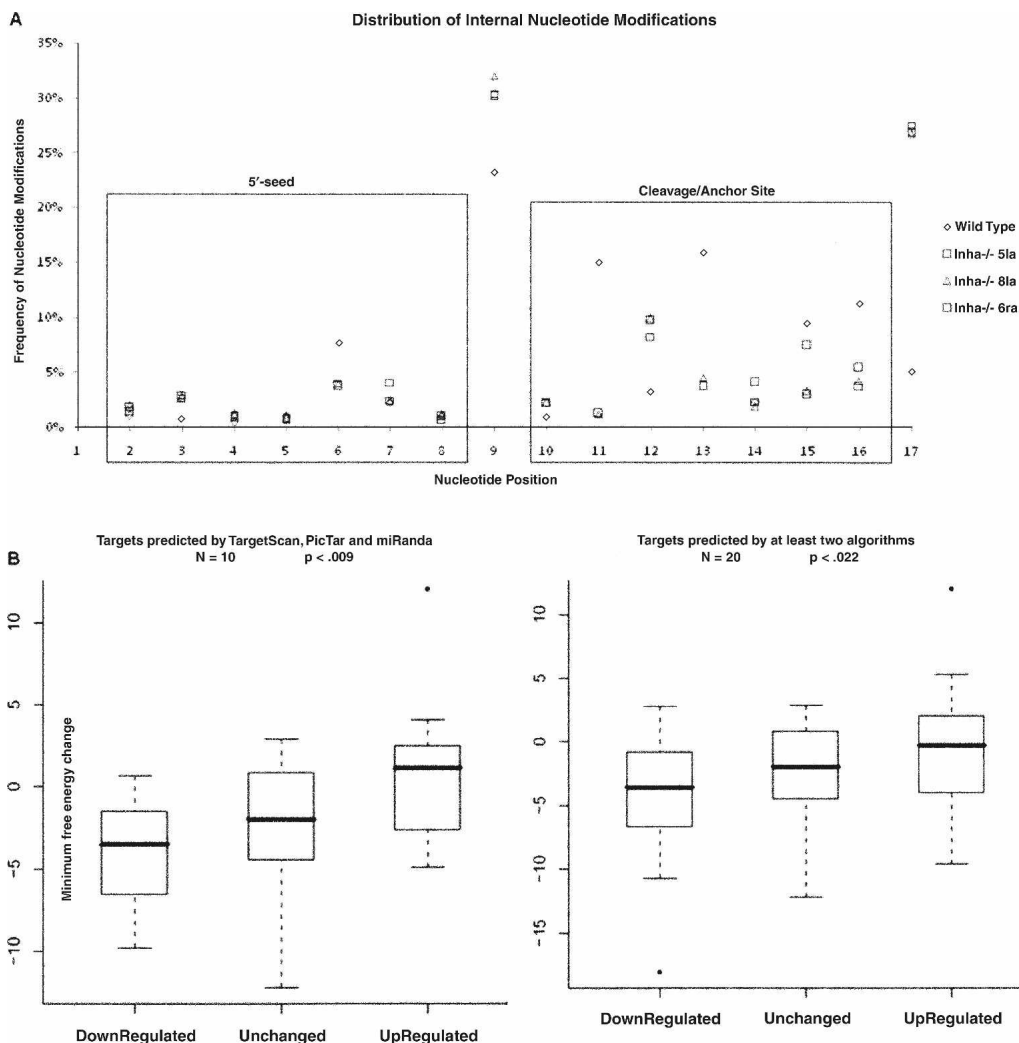 A
Distribution of Internal Nucleotide Modifications
Frequency of Nucleotide Modifications
35%
30%
25%
20%
15%
10%
5%
0%
5′-seed
Cleavage/Anchor Site
Wild Type
Inha-/- 5la
Inha-/- 8la
Inha-/- 6ra
1 2 3 4 5 6 7 8 9 10 11 12 13 14 15 16 17
Nucleotide Position
B
Targets predicted by TargetScan, PicTar and miRanda
N = 10 p < .009
Minimum free energy change
10
5
0
−5
−10
DownRegulated Unchanged UpRegulated
Targets predicted by at least two algorithms
N = 20 p < .022
10
5
0
−5
−10
−15
DownRegulated Unchanged UpRegulated